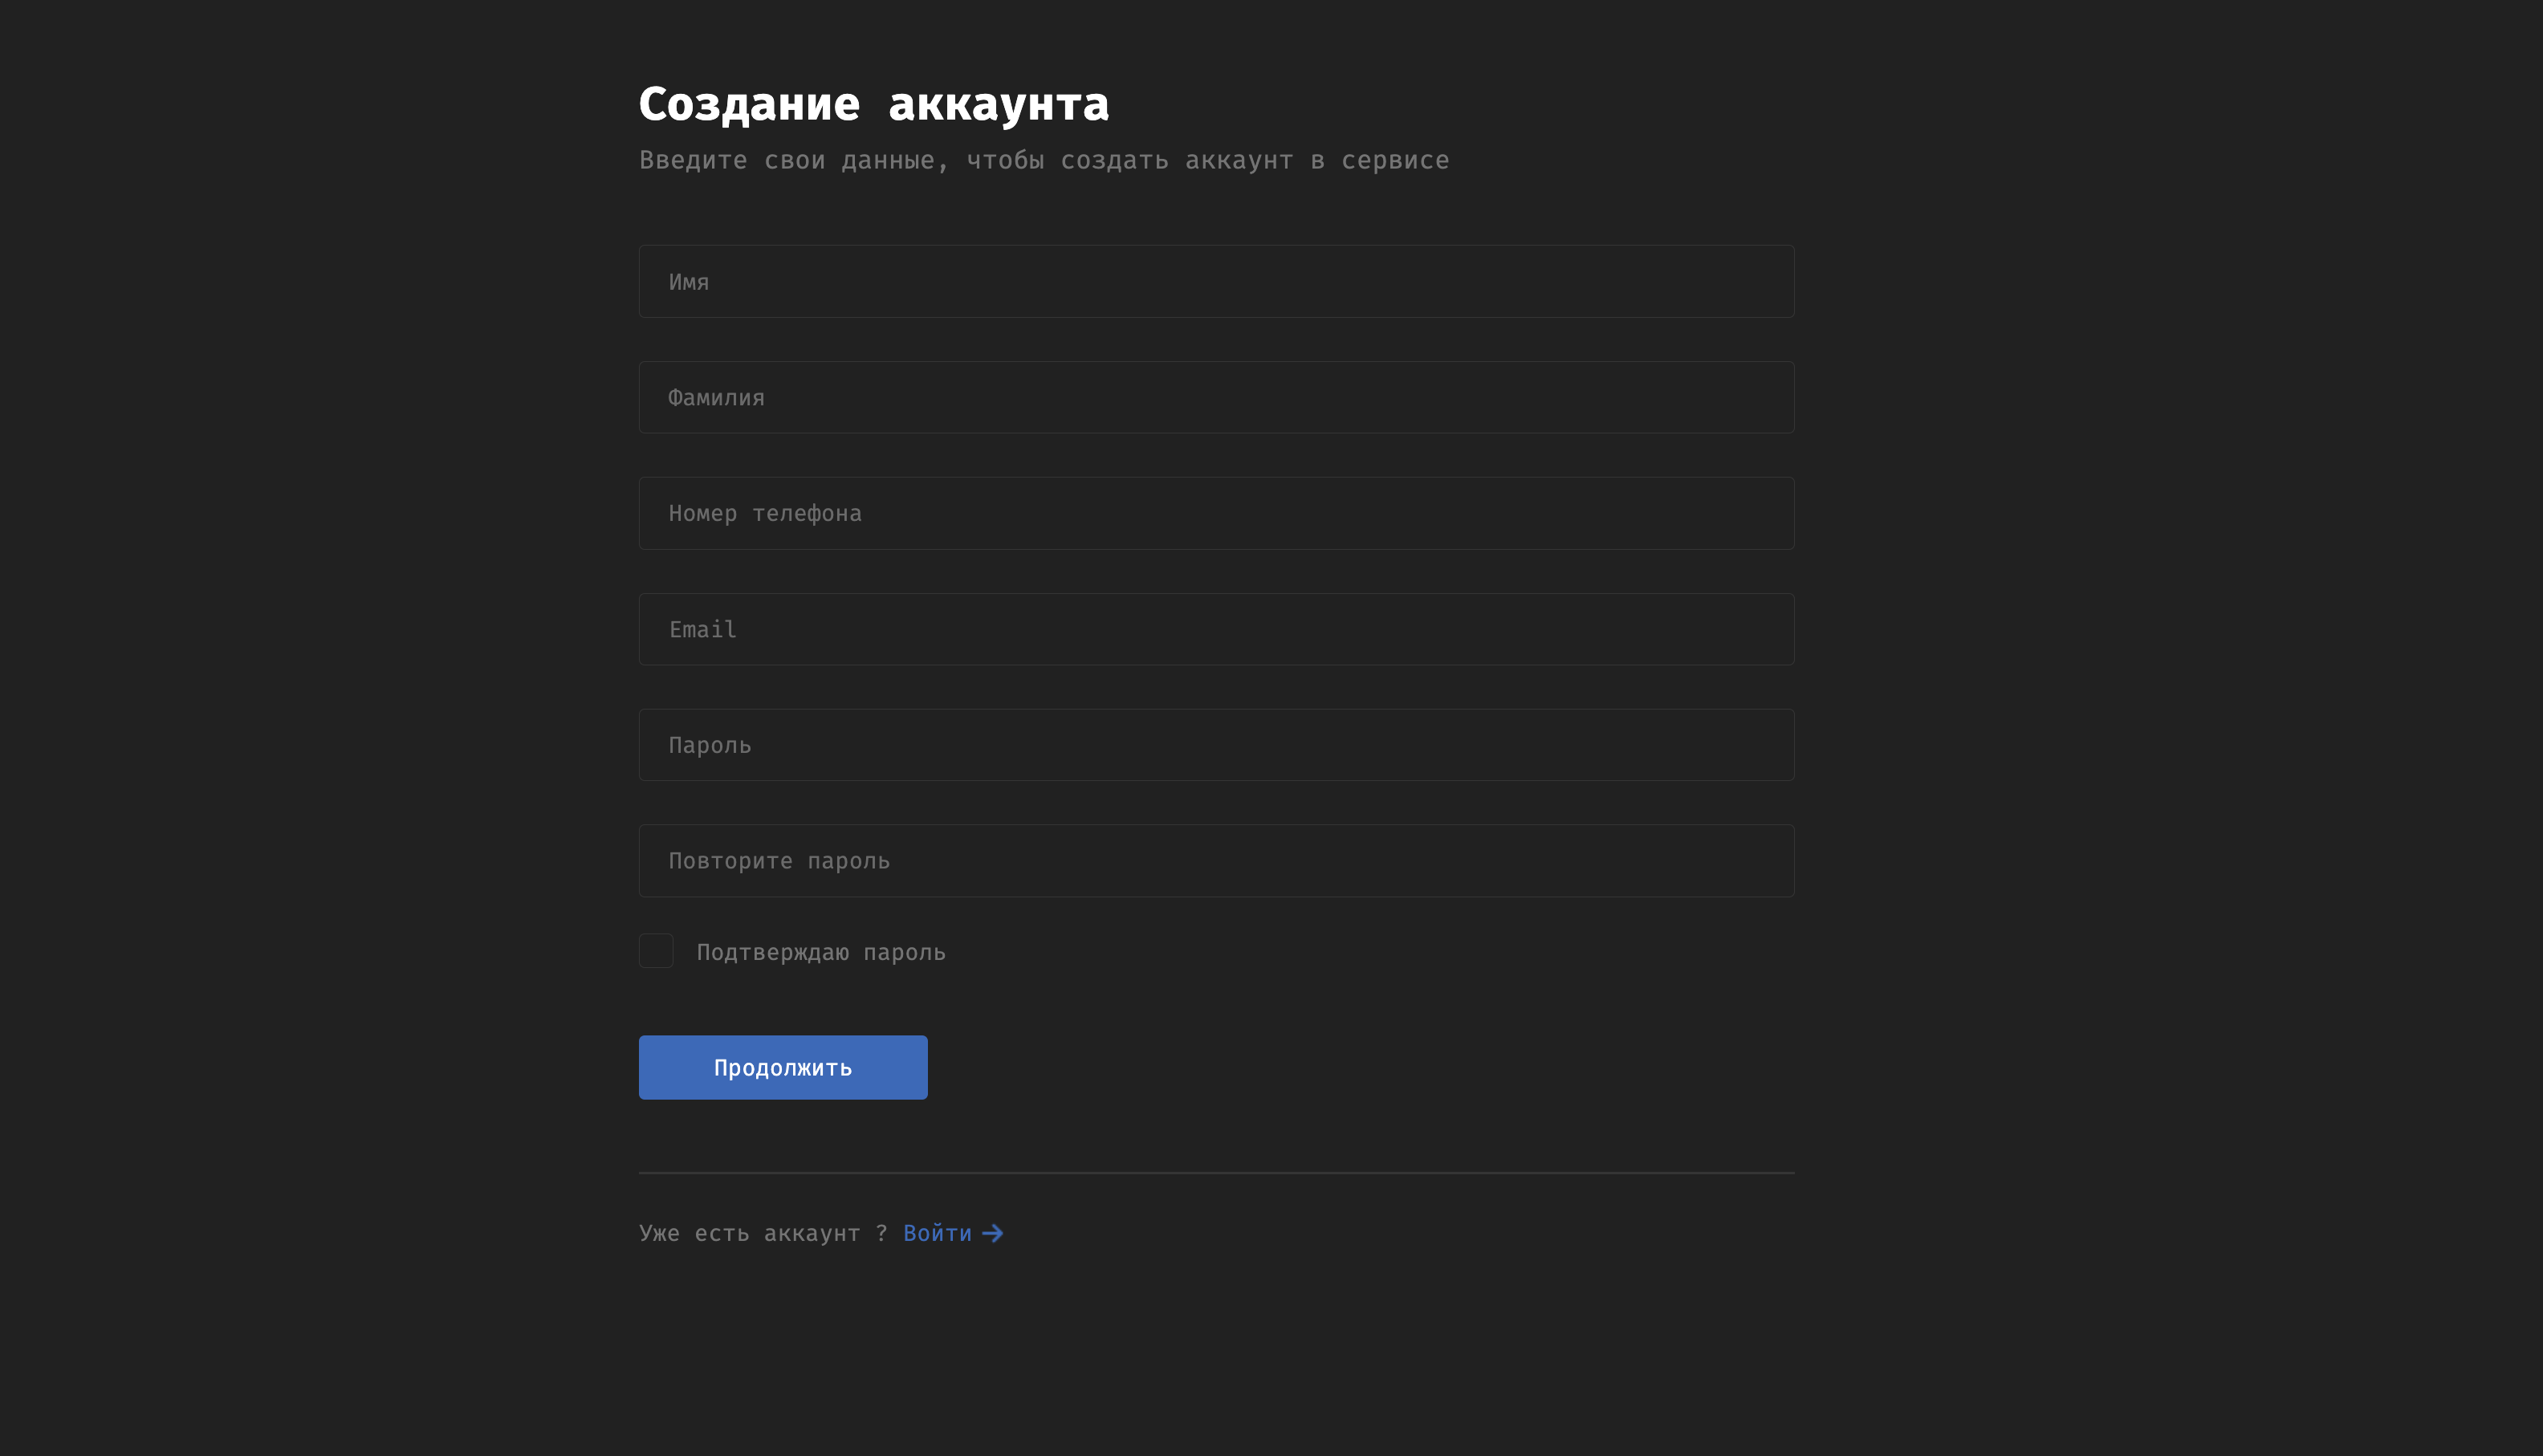 Создание аккаунта
Введите свои данные, чтобы создать аккаунт в сервисе
Имя
Фамилия
Номер телефона
Email
Пароль
Повторите пароль
Подтверждаю пароль
Продолжить
Уже есть аккаунт ? Войти →